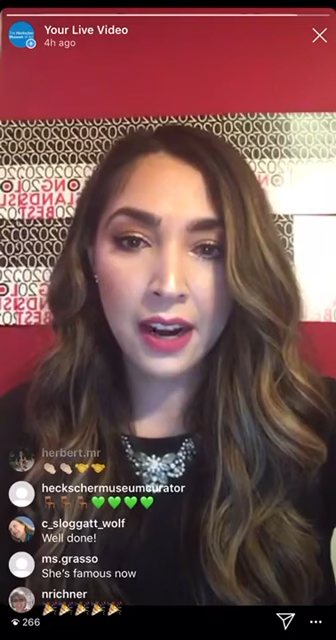 Your Live Video
4h ago
herbert.mr
👏🏻👏🏻🤝🤝
heckschermuseumcurator
🪑🪑🪑💚💚💚💚
c_sloggatt_wolf
Well done!
ms.grasso
She's famous now
nrichner
🎉🎉🎉🎉🎉
266